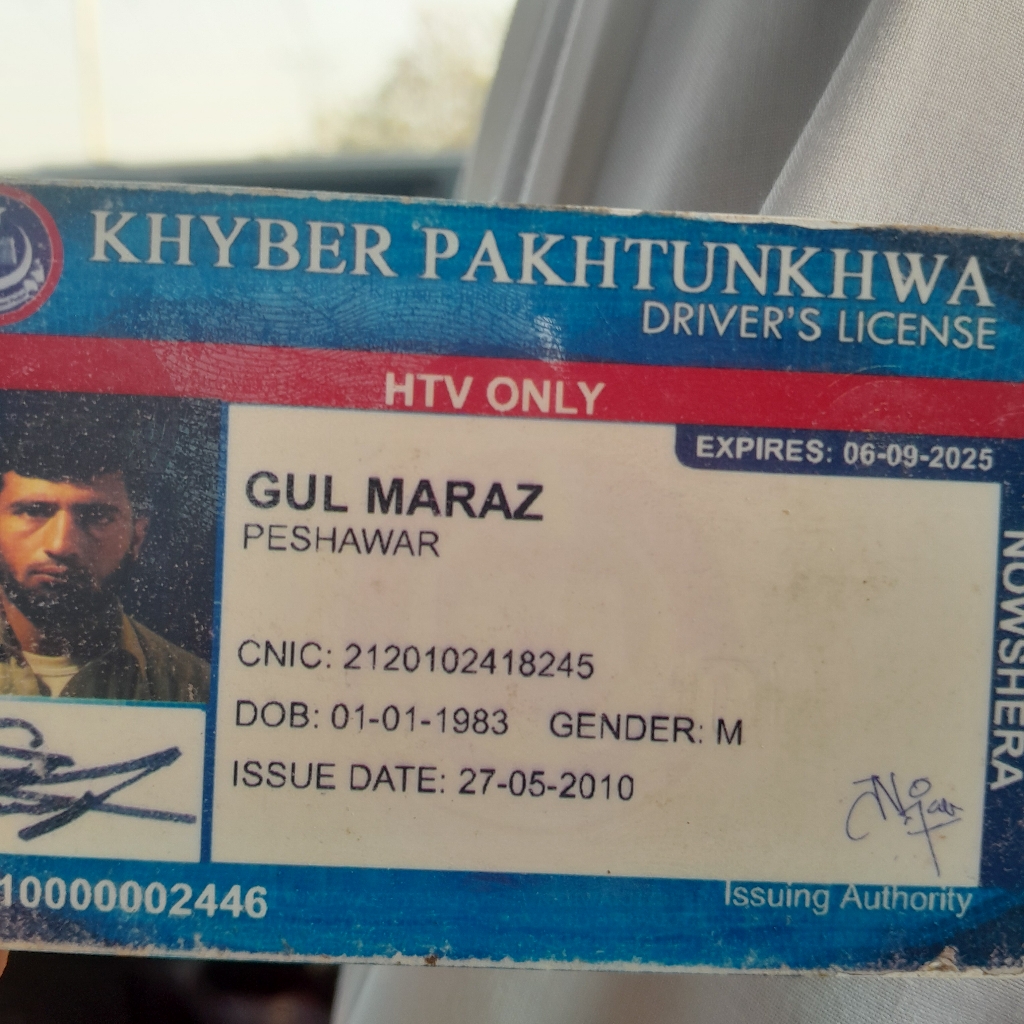 KHYBER PAKHTUNKHWA
DRIVER'S LICENSE
HTV ONLY
EXPIRES: 06-09-2025
GUL MARAZ
PESHAWAR
CNIC: 2120102418245
DOB: 01-01-1983 GENDER: M
ISSUE DATE: 27-05-2010
NOWSHERA
10000002446
Issuing Authority